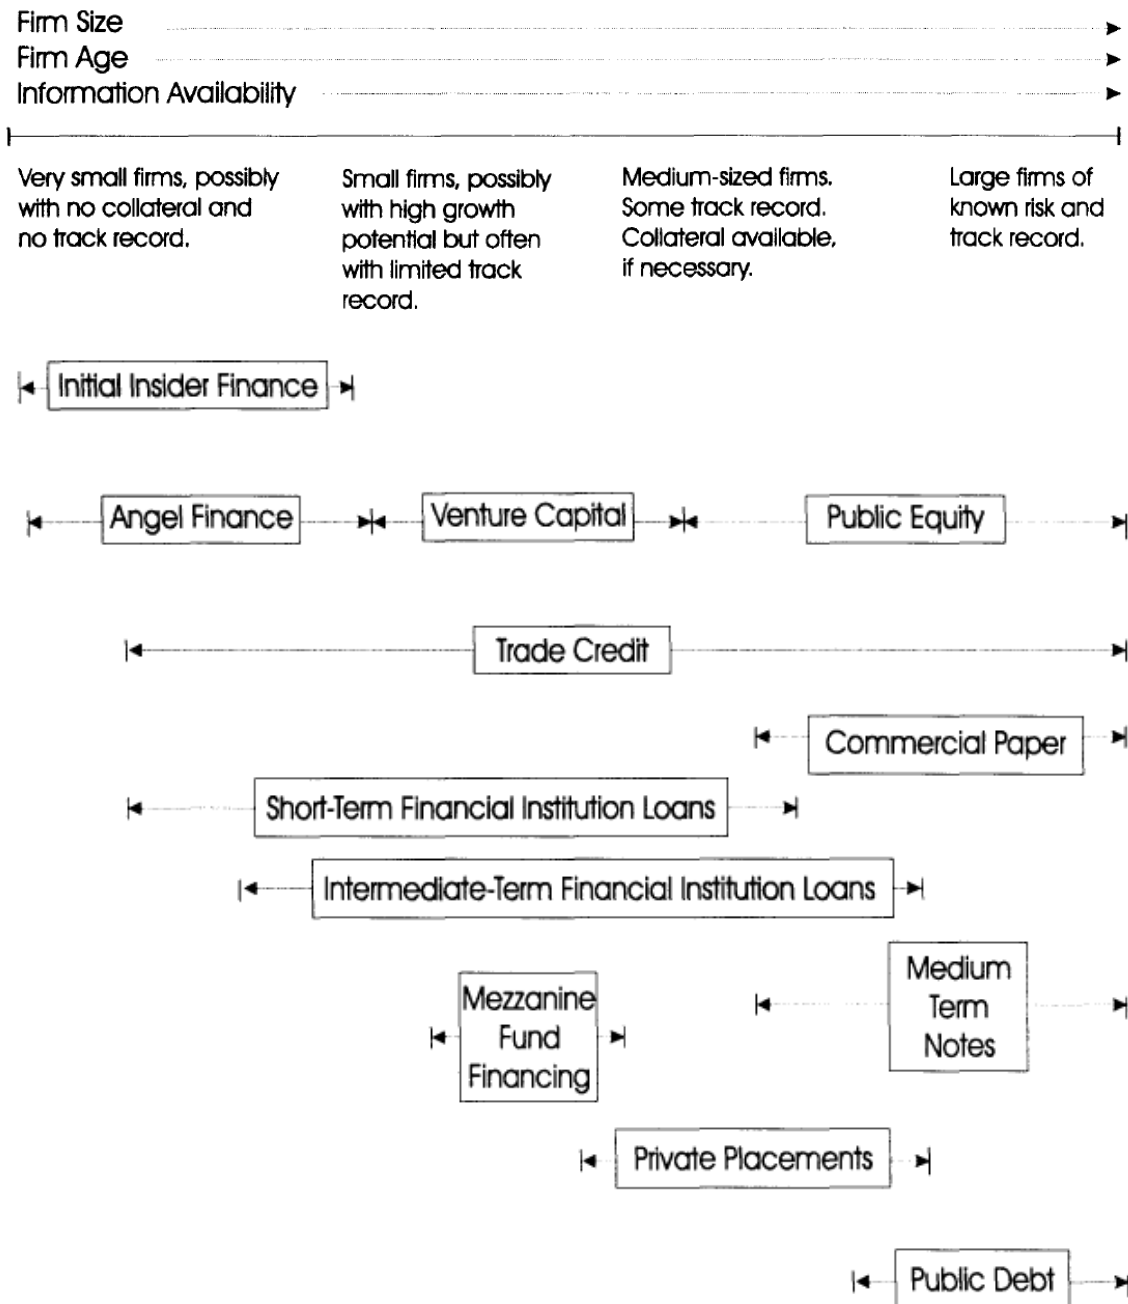 Firm Size
Firm Age
Information Availability
Very small firms, possibly
with no collateral and
no track record.
Small firms, possibly
with high growth
potential but often
with limited track
record.
Medium-sized firms.
Some track record.
Collateral available,
if necessary.
Large firms of
known risk and
track record.
Initial Insider Finance
Angel Finance
Venture Capital
Public Equity
Trade Credit
Commercial Paper
Short-Term Financial Institution Loans
Intermediate-Term Financial Institution Loans
Mezzanine
Fund
Financing
Medium
Term
Notes
Private Placements
Public Debt